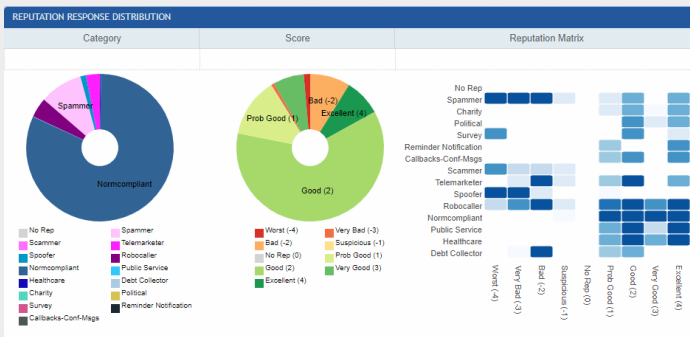 REPUTATION RESPONSE DISTRIBUTION
Category Score Reputation Matrix
Spammer
Normcompliant
No Rep Spammer
Scammer Telemarketer
Spoofer Robocaller
Normcompliant Public Service
Healthcare Debt Collector
Charity Political
Survey Reminder Notification
Callbacks-Conf-Msgs
Bad (-2)
Excellent (4)
Prob Good (1)
Good (2)
Worst (-4) Very Bad (-3)
Bad (-2) Suspicious (-1)
No Rep (0) Prob Good (1)
Good (2) Very Good (3)
Excellent (4)
No Rep
Spammer
Charity
Political
Survey
Reminder Notification
Callbacks-Conf-Msgs
Scammer
Telemarketer
Spoofer
Robocaller
Normcompliant
Public Service
Healthcare
Debt Collector
Worst (-4)
Very Bad (-3)
Bad (-2)
Suspicious (-1)
No Rep (0)
Prob Good (1)
Good (2)
Very Good (3)
Excellent (4)